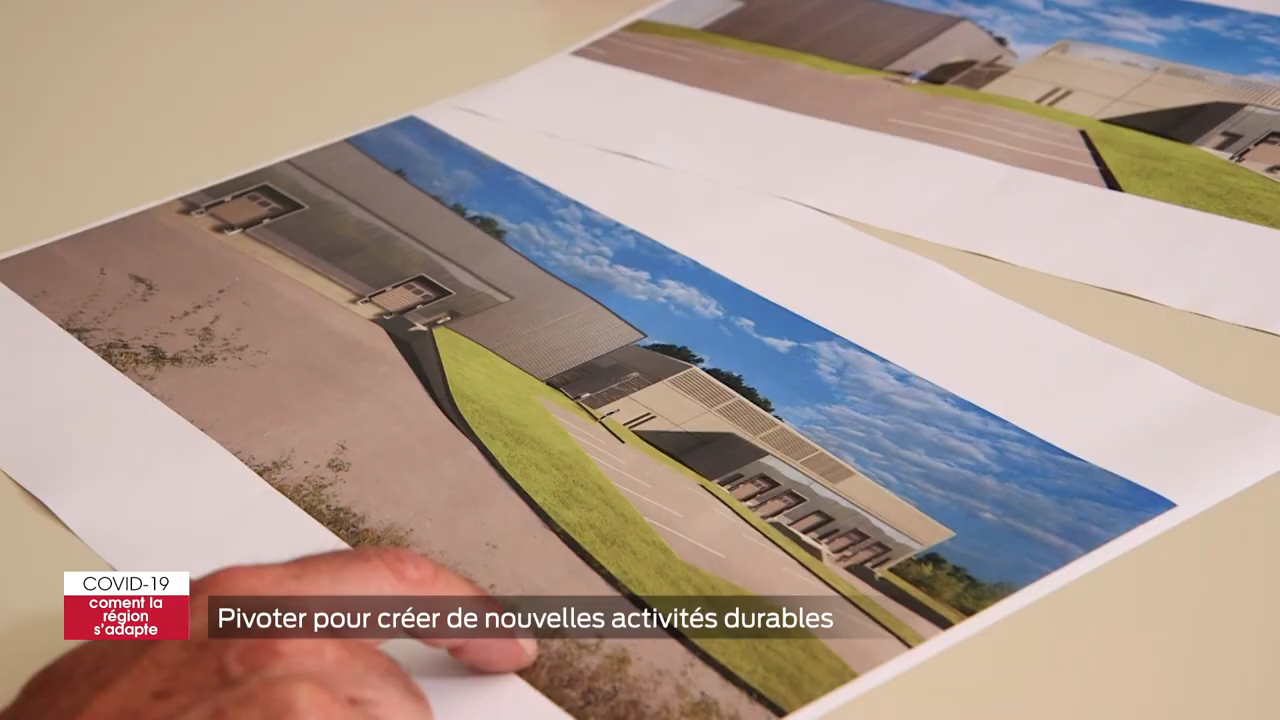 COVID-19
coment la
région
s'adapte
Pivoter pour créer de nouvelles activités durables